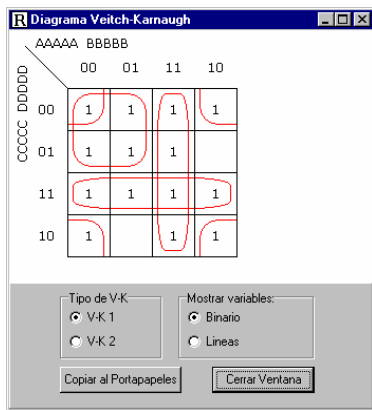 R Diagrama Veitch-Karnaugh
AAAAA BBBBB
CCCC DDDDD
00 01 11 10
00 1 1 1 1
01 1 1 1
11 1 1 1 1
10 1 1 1
Tipo de V-K
V-K 1
V-K 2
Mostrar variables:
Binario
Lineas
Copiar al Portapapeles
Cerrar Ventana